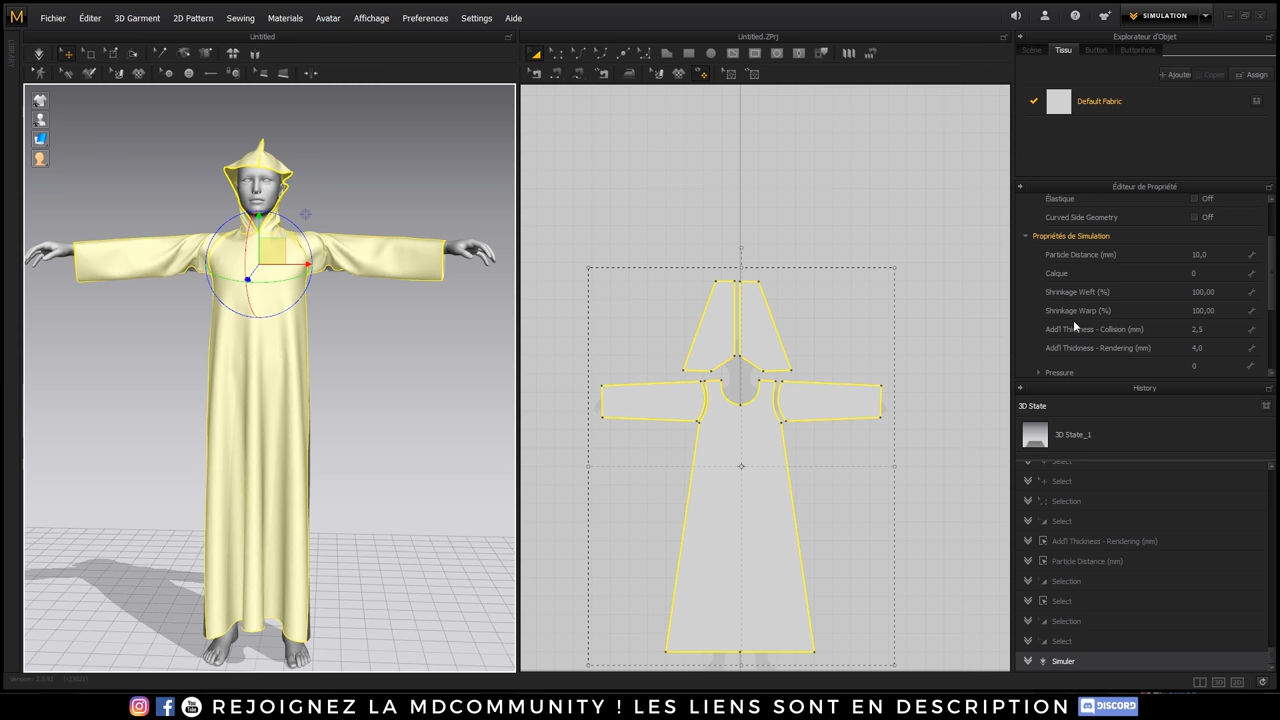 M Fichier Éditer 3D Garment 2D Pattern Sewing Materials Avatar Affichage Preferences Settings Aide SIMULATION
LIBRARY
Untitled
Untitled.ZPrj
Explorateur d'Objet
Scène Tissu Button Buttonhole
+ Ajouter Copier Assign
Default Fabric
Éditeur de Propriété
Élastique Off
Curved Side Geometry Off
Propriétés de Simulation
Particle Distance (mm) 10,0
Calque 0
Shrinkage Weft (%) 100,00
Shrinkage Warp (%) 100,00
Add'l Thickness - Collision (mm) 2,5
Add'l Thickness - Rendering (mm) 4,0
Pressure 0
History
3D State
3D State_1
Select
Select
Selection
Select
Add'l Thickness - Rendering (mm)
Particle Distance (mm)
Selection
Select
Selection
Select
Simuler
3D 2D
REJOIGNEZ LA MDCOMMUNITY ! LES LIENS SONT EN DESCRIPTION DISCORD